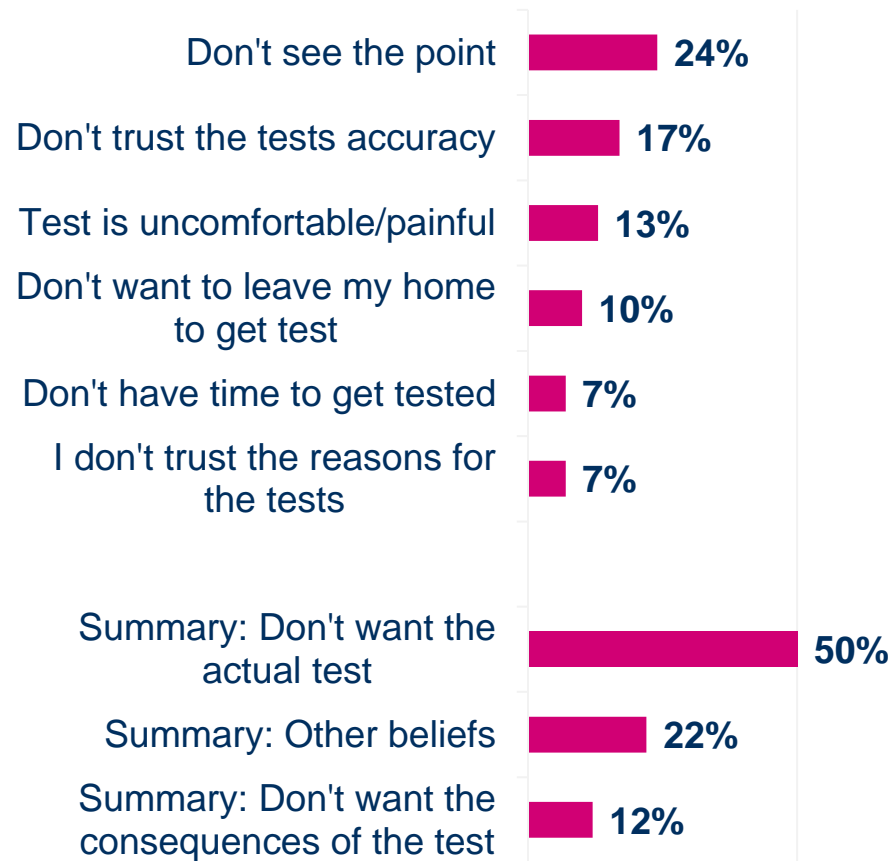 Don't see the point 24%
Don't trust the tests accuracy 17%
Test is uncomfortable/painful 13%
Don't want to leave my home
to get test 10%
Don't have time to get tested 7%
I don't trust the reasons for
the tests 7%
Summary: Don't want the
actual test 50%
Summary: Other beliefs 22%
Summary: Don't want the
consequences of the test 12%